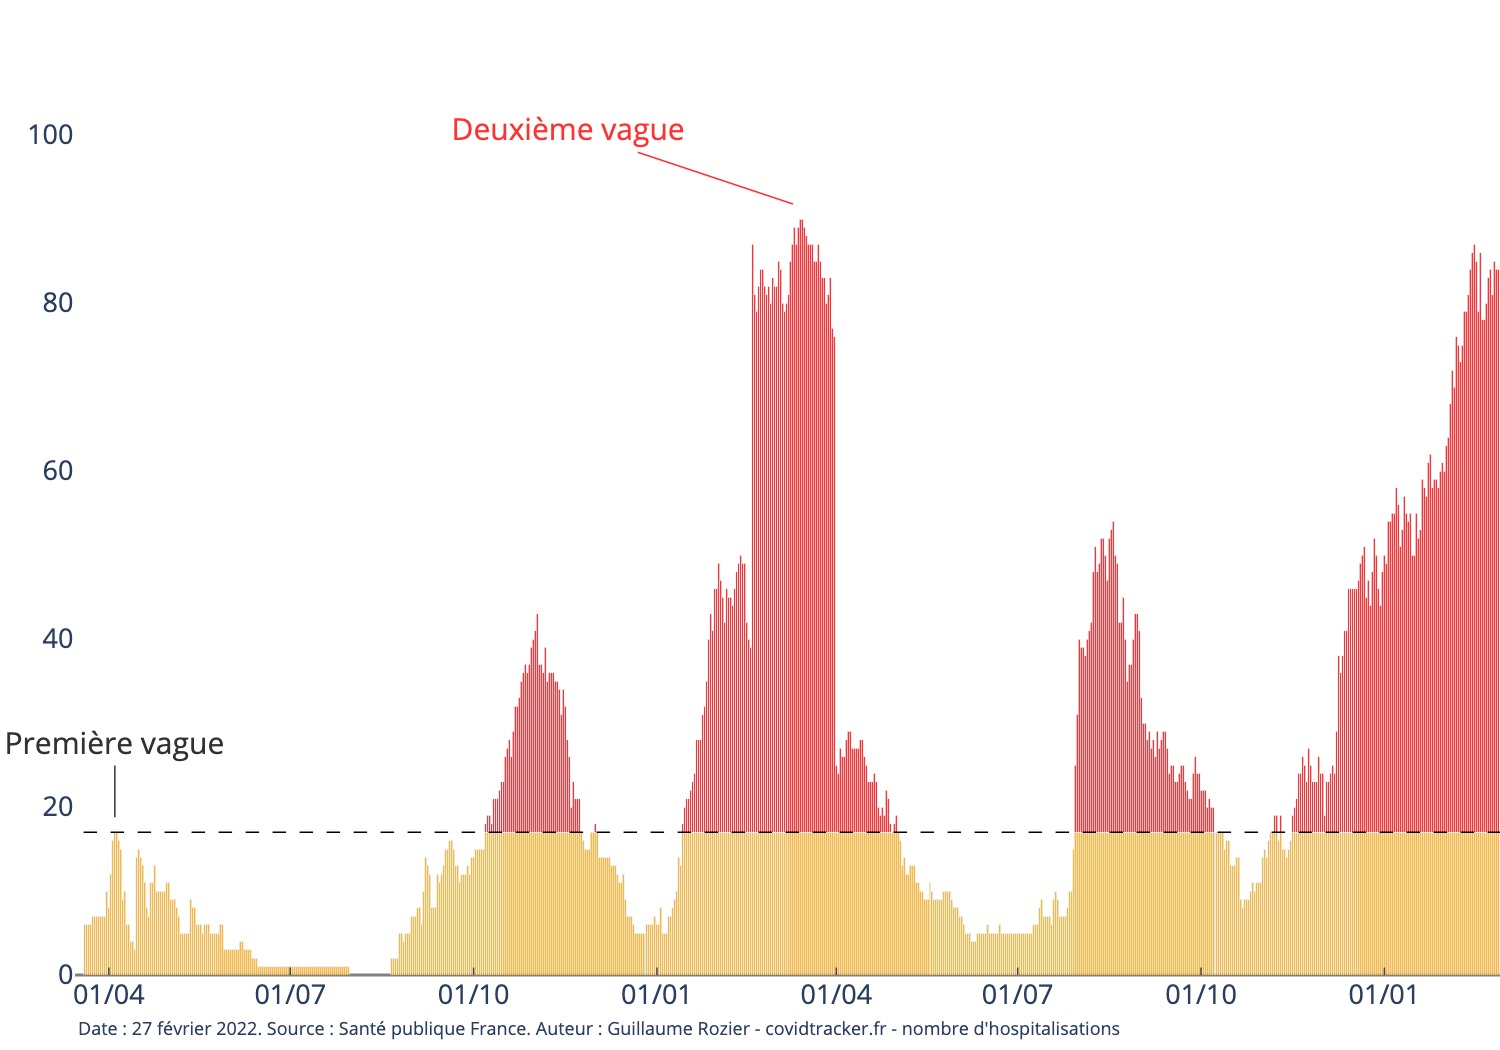 Deuxième vague
100
80
60
40
Première vague
20
0
01/04 01/07 01/10 01/01 01/04 01/07 01/10 01/01
Date : 27 février 2022. Source : Santé publique France. Auteur : Guillaume Rozier - covidtracker.fr - nombre d'hospitalisations